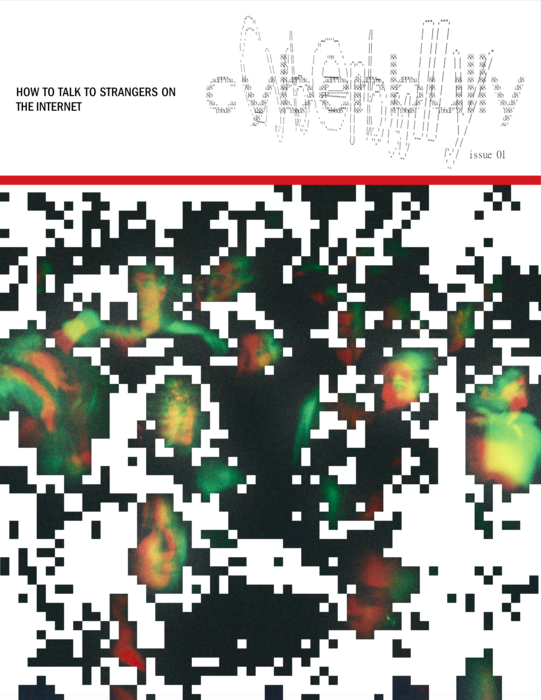 HOW TO TALK TO STRANGERS ON
THE INTERNET
issue 01